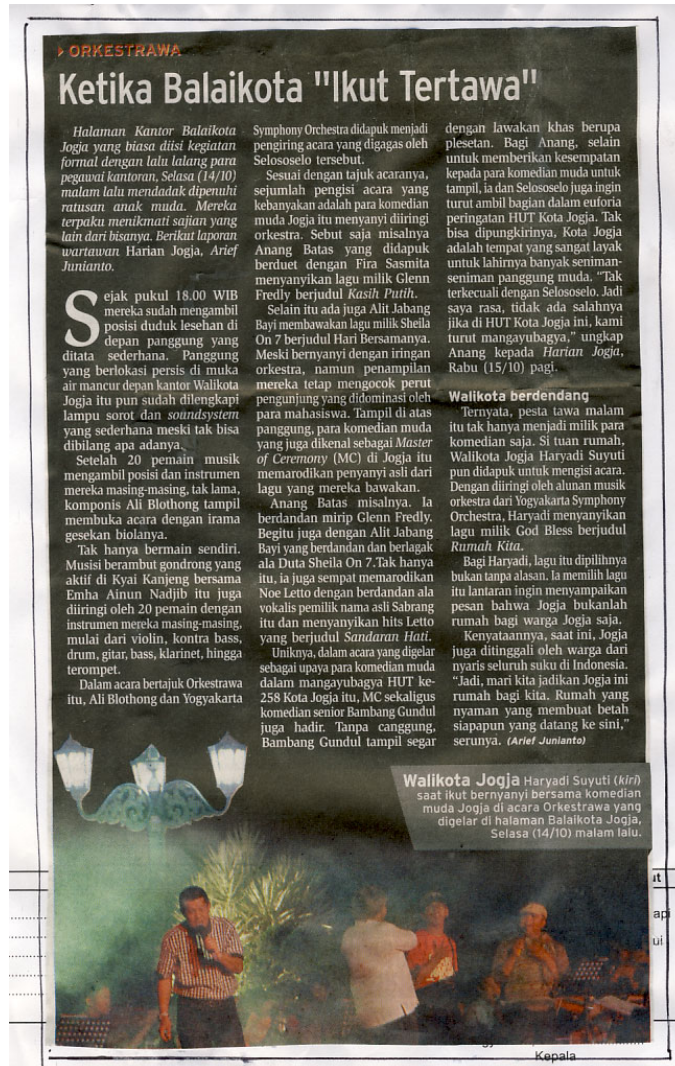 ORKESTRAWA
Ketika Balaikota "Ikut Tertawa"
Halaman Kantor Balaikota
Jogja yang biasa diisi kegiatan
formal dengan lalu lalang para
pegawai kantoran, Selasa (14/10)
malam lalu mendadak dipenuhi
ratusan anak muda. Mereka
terpaku menikmati sajian yang
lain dari bisanya. Berikut laporan
wartawan Harian Jogja, Arief
Junianto.
Sejak pukul 18.00 WIB
mereka sudah mengambil
posisi duduk lesehan di
depan panggung yang
ditata sederhana. Panggung
yang berlokasi persis di muka
air mancur depan kantor Walikota
Jogja itu pun sudah dilengkapi
lampu sorot dan soundsystem
yang sederhana meski tak bisa
dibilang apa adanya.
Setelah 20 pemain musik
mengambil posisi dan instrumen
mereka masing-masing, tak lama,
komponis Ali Blothong tampil
membuka acara dengan irama
gesekan biolanya.
Tak hanya bermain sendiri.
Musisi berambut gondrong yang
aktif di Kyai Kanjeng bersama
Emha Ainun Nadjib itu juga
diiringi oleh 20 pemain dengan
instrumen mereka masing-masing,
mulai dari violin, kontra bass,
drum, gitar, bass, klarinet, hingga
terompet.
Dalam acara bertajuk Orkestrawa
itu, Ali Blothong dan Yogyakarta
Symphony Orchestra didapuk menjadi
pengiring acara yang digagas oleh
Selososelo tersebut.
Sesuai dengan tajuk acaranya,
sejumlah pengisi acara yang
kebanyakan adalah para komedian
muda Jogja itu menyanyi diiringi
orkestra. Sebut saja misalnya
Anang Batas yang didapuk
berduet dengan Fira Sasmita
menyanyikan lagu milik Glenn
Fredly berjudul Kasih Putih.
Selain itu ada juga Alit Jabang
Bayi membawakan lagu milik Sheila
On 7 berjudul Hari Bersamanya.
Meski bernyanyi dengan iringan
orkestra, namun penampilan
mereka tetap mengocok perut
pengunjung yang didominasi oleh
para mahasiswa. Tampil di atas
panggung, para komedian muda
yang juga dikenal sebagai Master
of Ceremony (MC) di Jogja itu
memarodikan penyanyi asli dari
lagu yang mereka bawakan.
Anang Batas misalnya. Ia
berdandan mirip Glenn Fredly.
Begitu juga dengan Alit Jabang
Bayi yang berdandan dan berlagak
ala Duta Sheila On 7.Tak hanya
itu, ia juga sempat memarodikan
Noe Letto dengan berdandan ala
vokalis pemilik nama asli Sabrang
itu dan menyanyikan hits Letto
yang berjudul Sandaran Hati.
Uniknya, dalam acara yang digelar
sebagai upaya para komedian muda
dalam mangayubagya HUT ke-
258 Kota Jogja itu, MC sekaligus
komedian senior Bambang Gundul
juga hadir. Tanpa canggung,
Bambang Gundul tampil segar
dengan lawakan khas berupa
plesetan. Bagi Anang, selain
untuk memberikan kesempatan
kepada para komedian muda untuk
tampil, ia dan Selososelo juga ingin
turut ambil bagian dalam euforia
peringatan HUT Kota Jogja. Tak
bisa dipungkirinya, Kota Jogja
adalah tempat yang sangat layak
untuk lahirnya banyak seniman-
seniman panggung muda. "Tak
terkecuali dengan Selososelo. Jadi
saya rasa, tidak ada salahnya
jika di HUT Kota Jogja ini, kami
turut mangayubagya," ungkap
Anang kepada Harian Jogja,
Rabu (15/10) pagi.
Walikota berdendang
Ternyata, pesta tawa malam
itu tak hanya menjadi milik para
komedian saja. Si tuan rumah,
Walikota Jogja Haryadi Suyuti
pun didapuk untuk mengisi acara.
Dengan diiringi oleh alunan musik
orkestra dari Yogyakarta Symphony
Orchestra, Haryadi menyanyikan
lagu milik God Bless berjudul
Rumah Kita.
Bagi Haryadi, lagu itu dipilihnya
bukan tanpa alasan. Ia memilih lagu
itu lantaran ingin menyampaikan
pesan bahwa Jogja bukanlah
rumah bagi warga Jogja saja.
Kenyataannya, saat ini, Jogja
juga ditinggali oleh warga dari
nyaris seluruh suku di Indonesia.
"Jadi, mari kita jadikan Jogja ini
rumah bagi kita. Rumah yang
nyaman yang membuat betah
siapapun yang datang ke sini,"
serunya. (Arief Junianto)
Walikota Jogja Haryadi Suyuti (kiri)
saat ikut bernyanyi bersama komedian
muda Jogja di acara Orkestrawa yang
digelar di halaman Balaikota Jogja,
Selasa (14/10) malam lalu.
ut
api
ui
Kepala